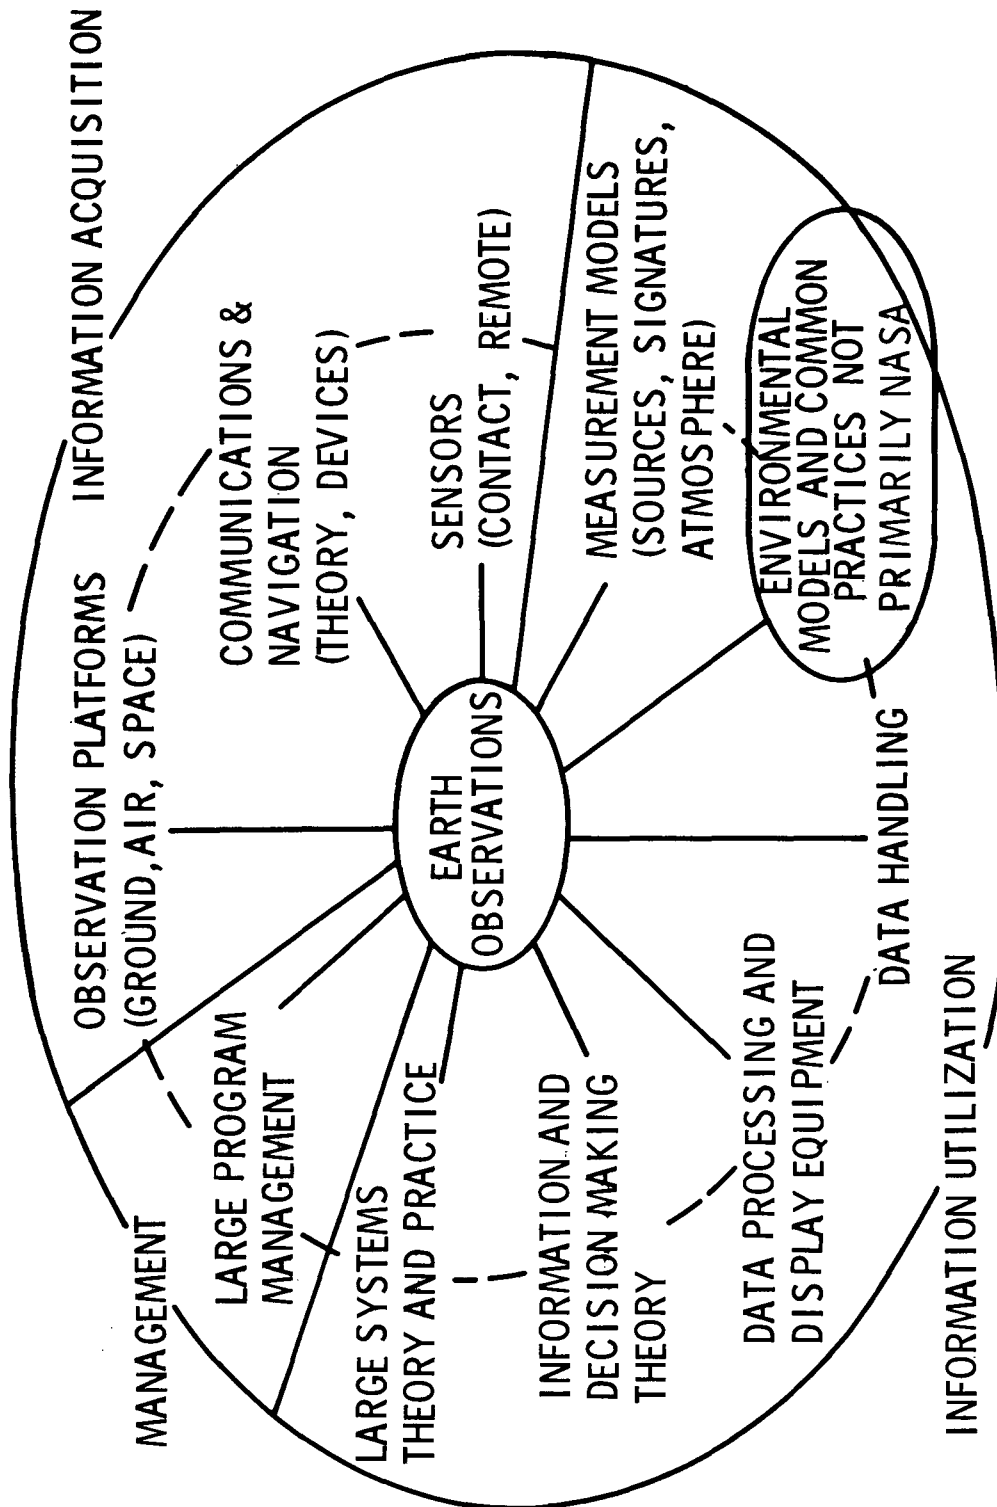 MANAGEMENT
INFORMATION ACQUISITION
OBSERVATION PLATFORMS
(GROUND, AIR, SPACE)
LARGE PROGRAM
MANAGEMENT
COMMUNICATIONS &
NAVIGATION
(THEORY, DEVICES)
LARGE SYSTEMS
THEORY AND PRACTICE
EARTH
OBSERVATIONS
SENSORS
(CONTACT, REMOTE)
INFORMATION AND
DECISION MAKING
THEORY
MEASUREMENT MODELS
(SOURCES, SIGNATURES,
ATMOSPHERE)
DATA PROCESSING AND
DISPLAY EQUIPMENT
ENVIRONMENTAL
MODELS AND COMMON
PRACTICES NOT
PRIMARILY NASA
DATA HANDLING
INFORMATION UTILIZATION